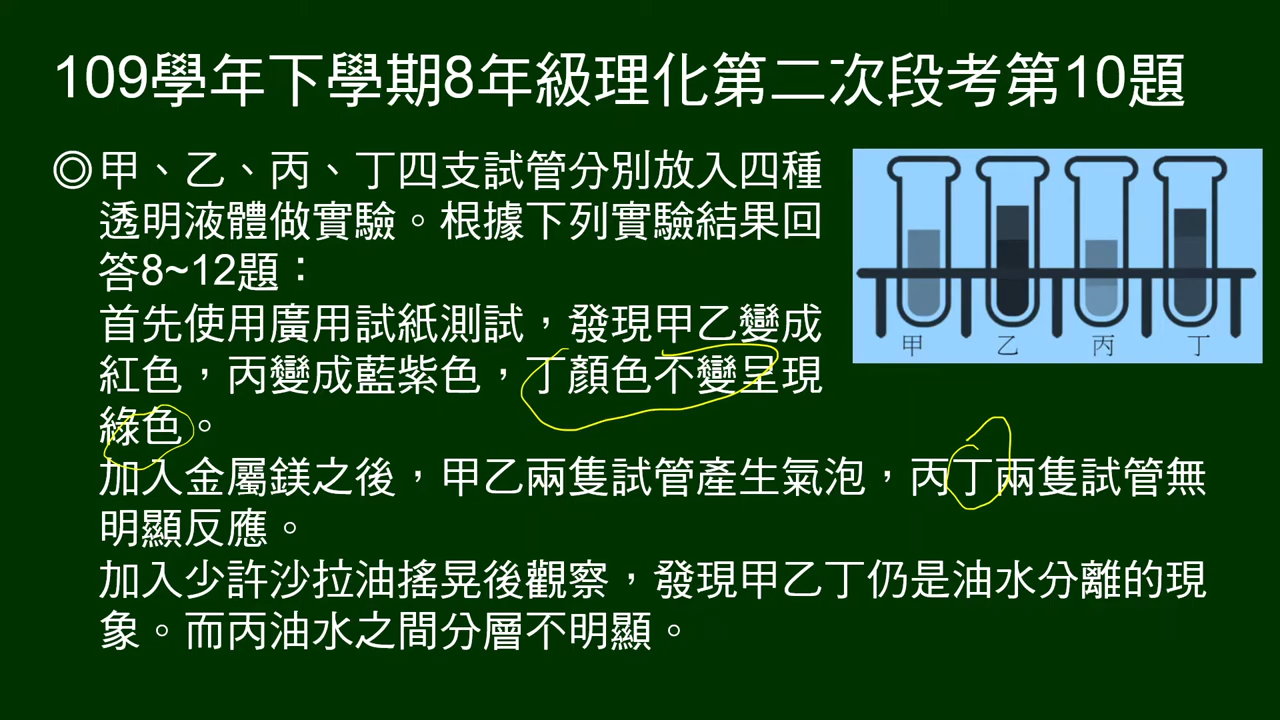 109學年下學期8年級理化第二次段考第10題
◎甲、乙、丙、丁四支試管分別放入四種
透明液體做實驗。根據下列實驗結果回
答8~12題：
首先使用廣用試紙測試，發現甲乙變成
紅色，丙變成藍紫色，丁顏色不變呈現
綠色。
加入金屬鎂之後，甲乙兩隻試管產生氣泡，丙丁兩隻試管無
明顯反應。
加入少許沙拉油搖晃後觀察，發現甲乙丁仍是油水分離的現
象。而丙油水之間分層不明顯。
甲 乙 丙 丁